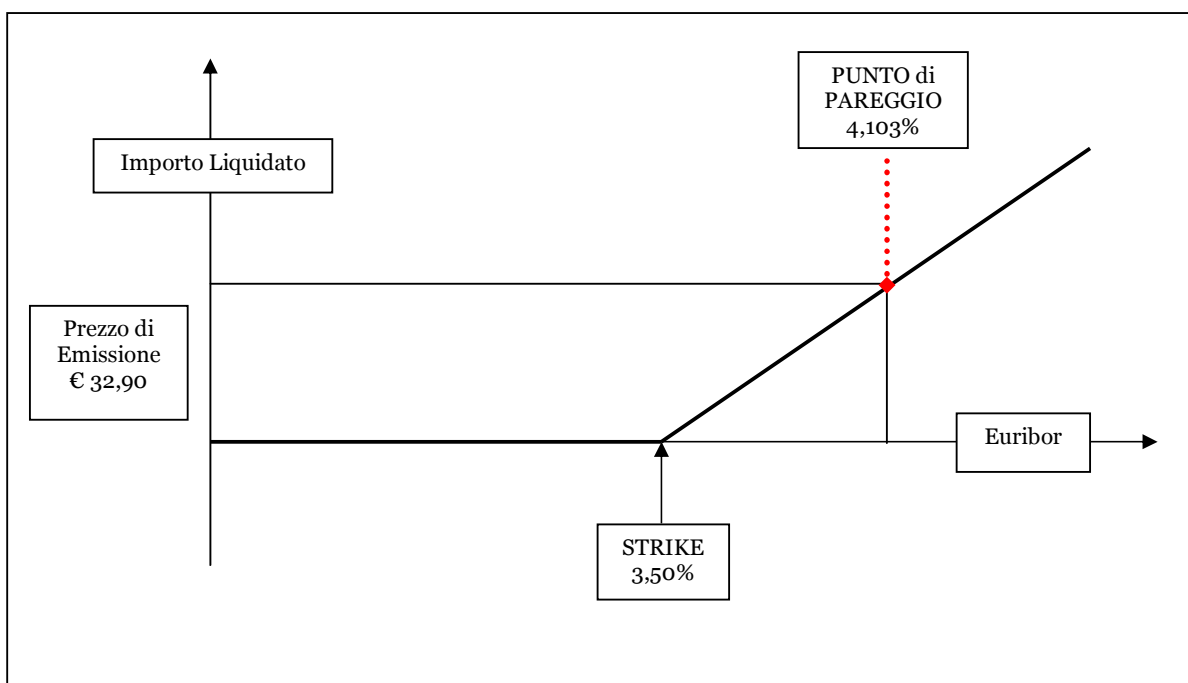 PUNTO di
PAREGGIO
4,103%
Importo Liquidato
Prezzo di
Emissione
€ 32,90
Euribor
STRIKE
3,50%